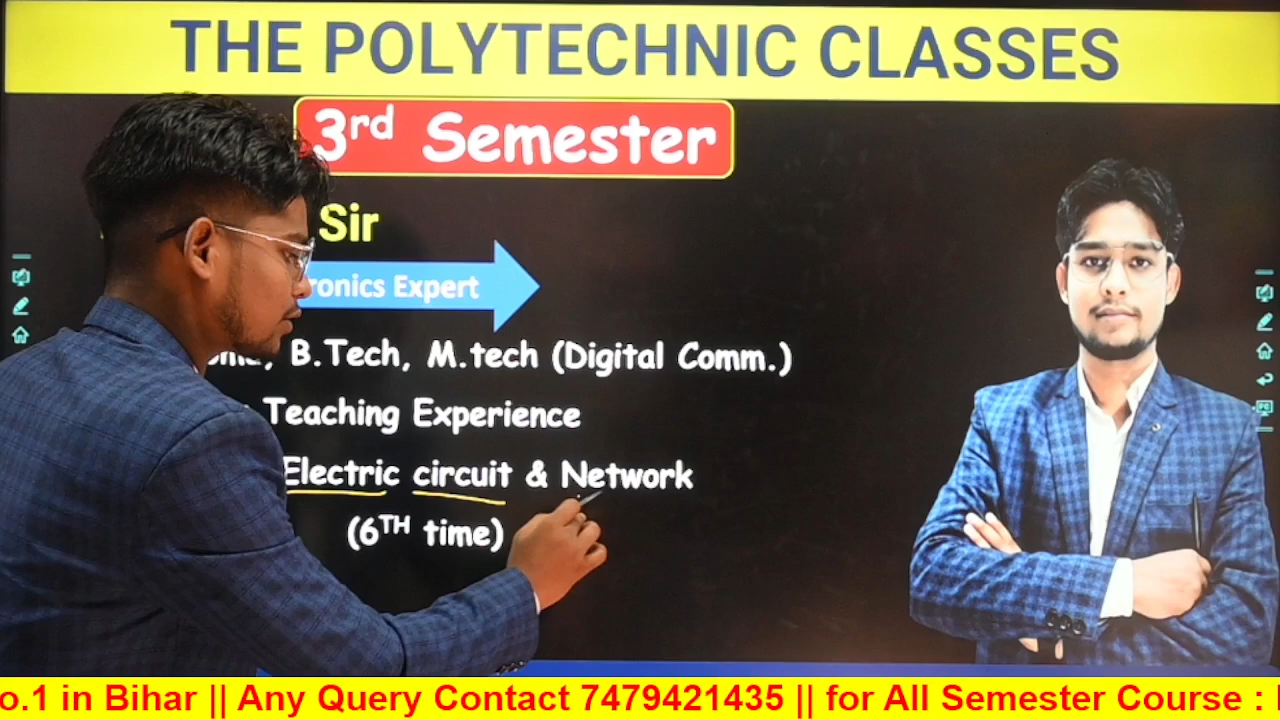 THE POLYTECHNIC CLASSES
3rd Semester
Sir
ronics Expert
B.Tech, M.tech (Digital Comm.)
Teaching Experience
Electric circuit & Network
(6TH time)
o.1 in Bihar || Any Query Contact 7479421435 || for All Semester Course :